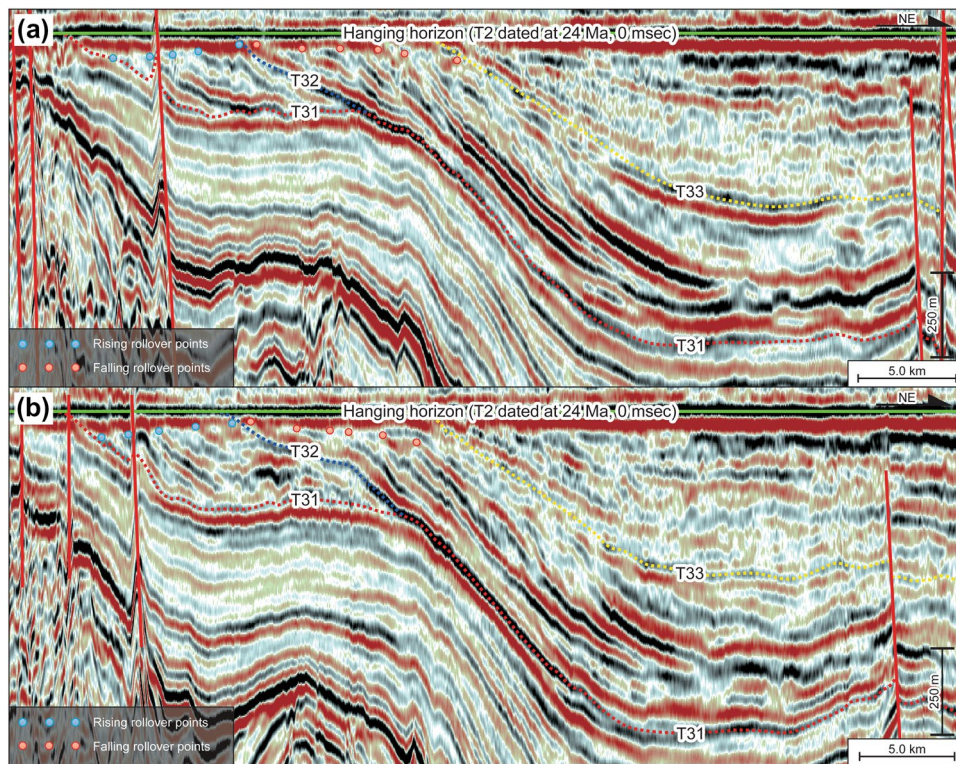 (a)
Hanging horizon (T2 dated at 24 Ma, 0 msec)
NE
T32
T31
T33
T31
250 m
5.0 km
Rising rollover points
Falling rollover points
(b)
Hanging horizon (T2 dated at 24 Ma, 0 msec)
NE
T32
T31
T33
T31
250 m
5.0 km
Rising rollover points
Falling rollover points